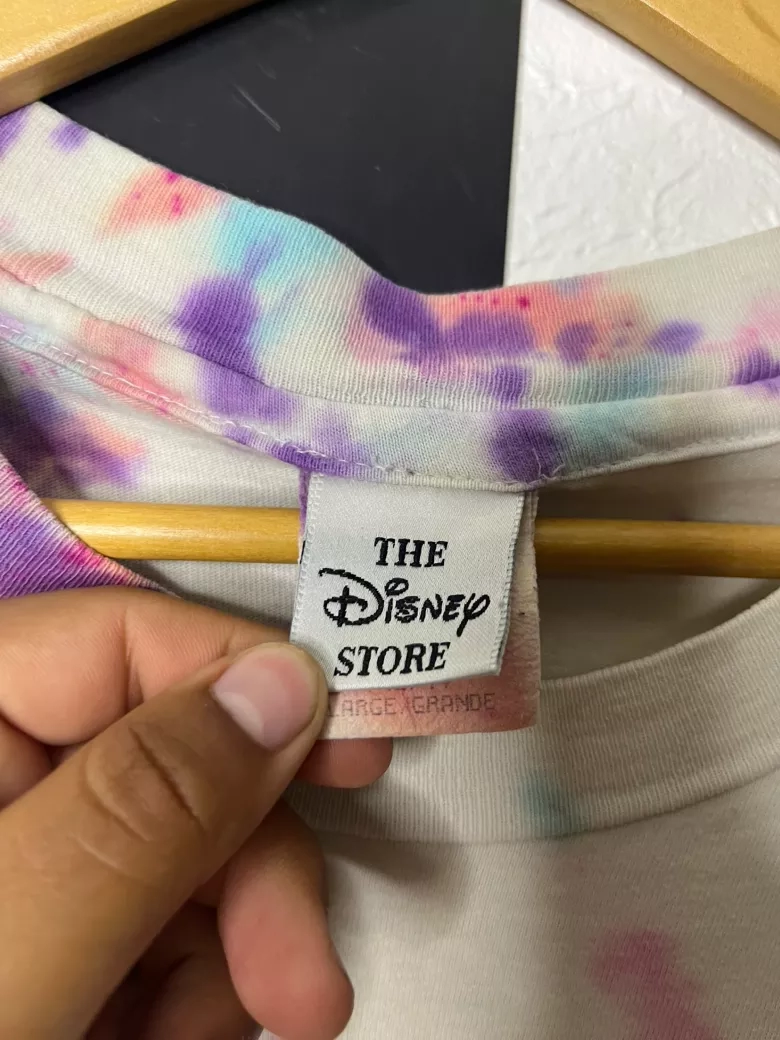 THE
Disney
STORE
LARGE/GRANDE